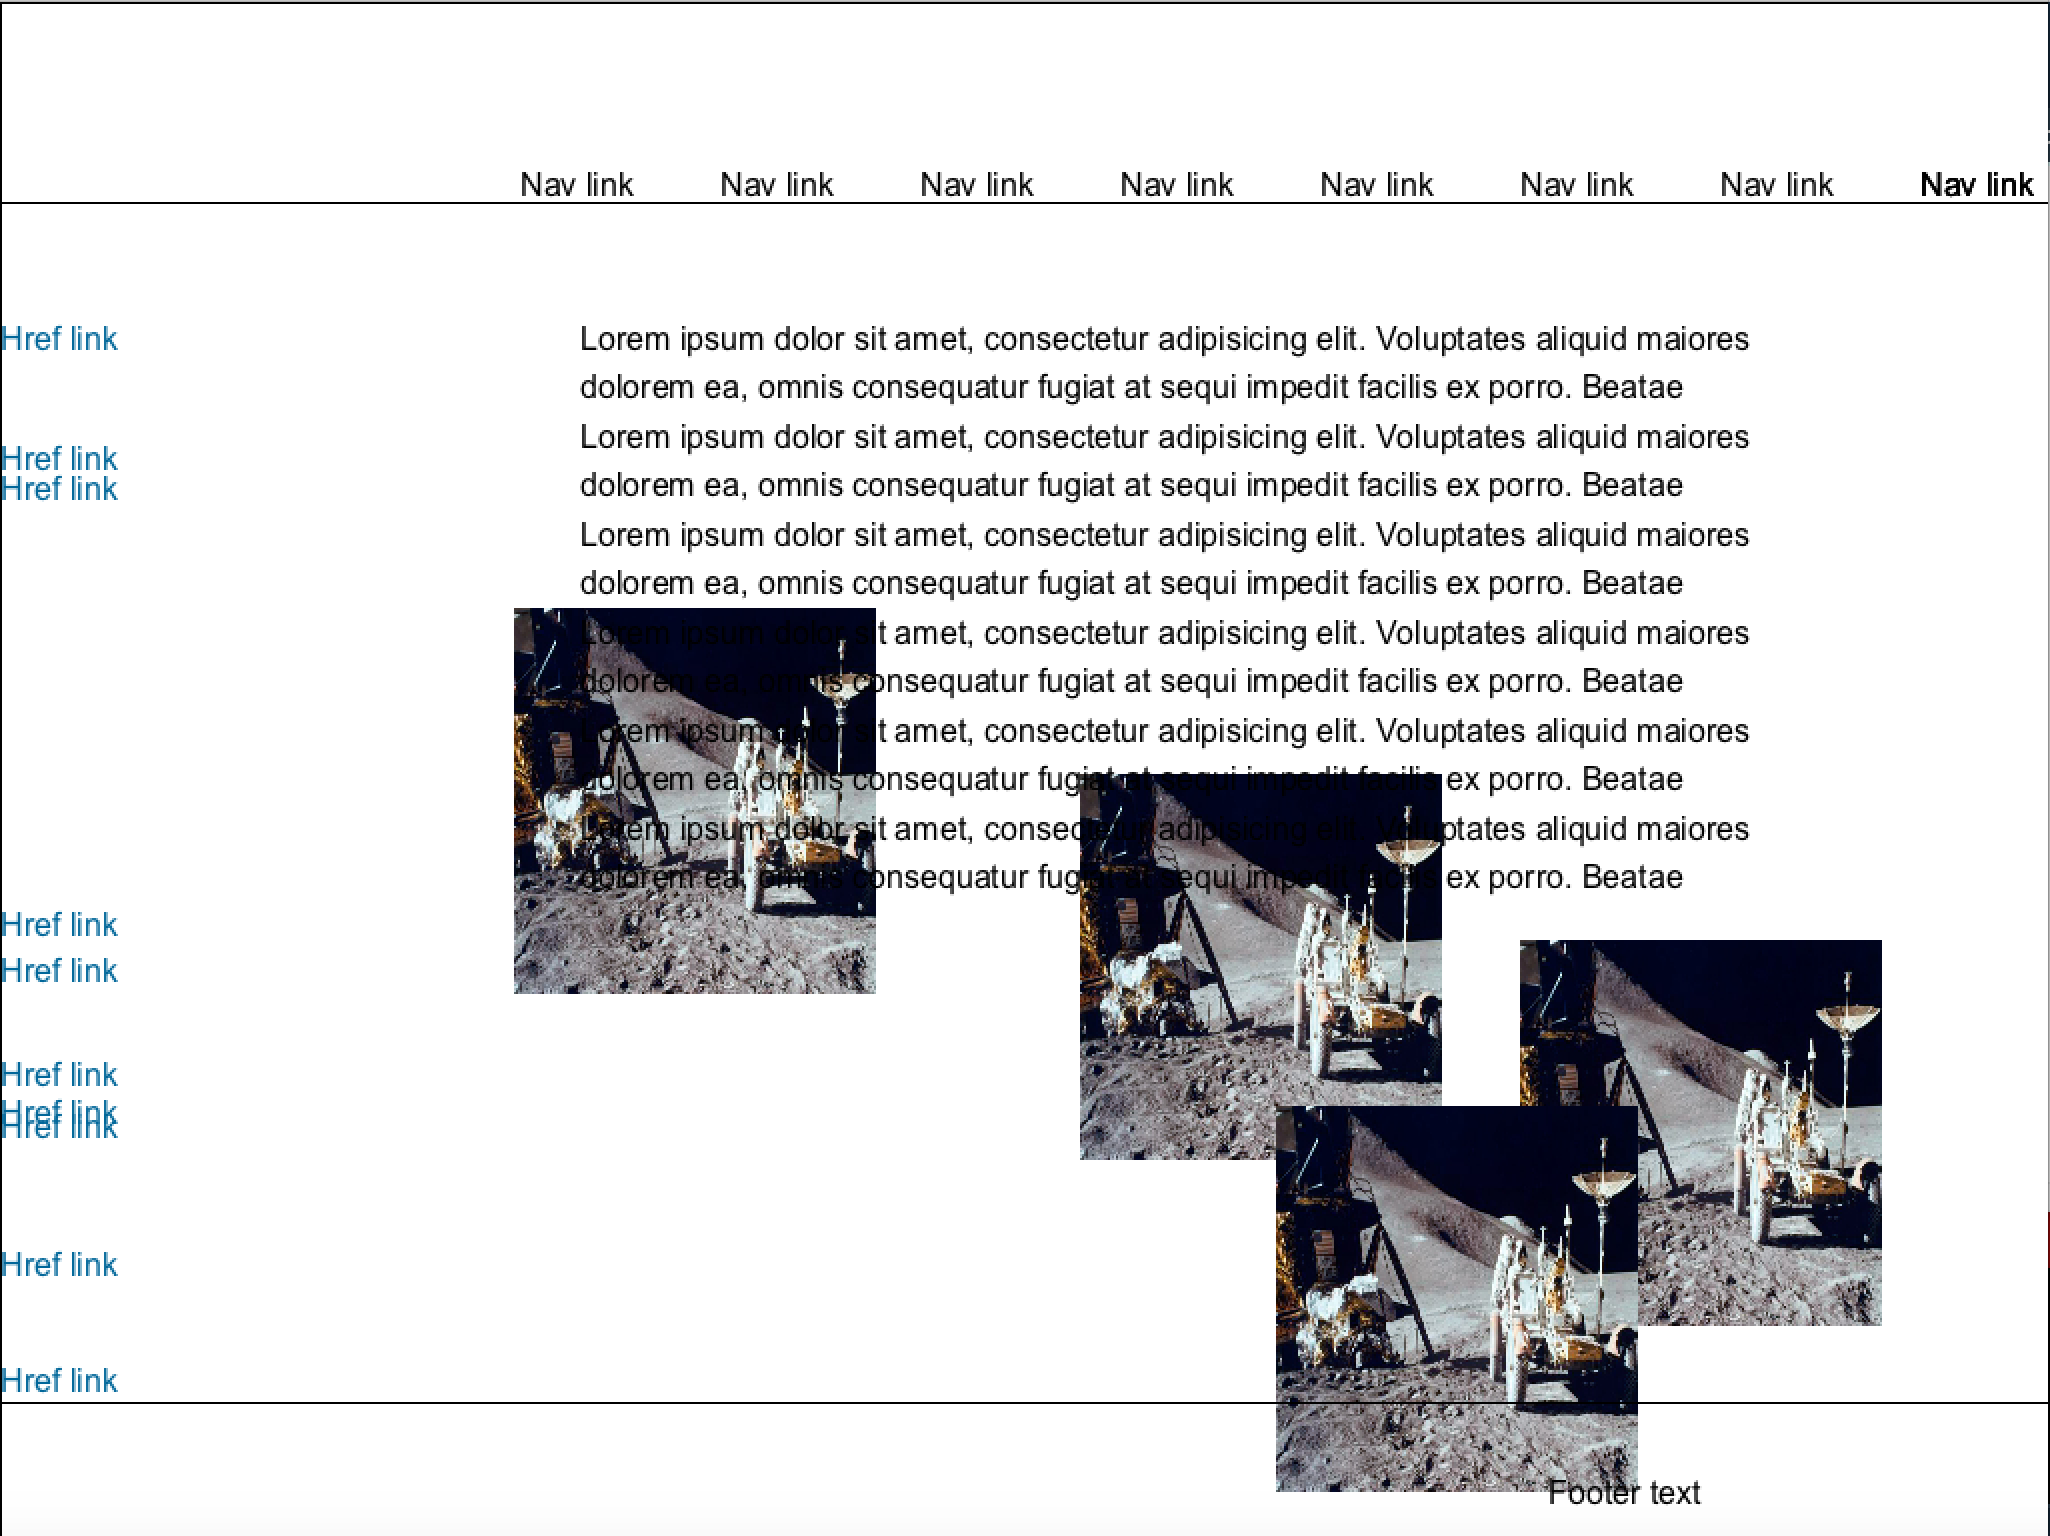 Nav link Nav link Nav link Nav link Nav link Nav link Nav link Nav link
Href link
Href link
Href link
Href link
Href link
Href link
Href link
Href link
Href link
Href link
Lorem ipsum dolor sit amet, consectetur adipisicing elit. Voluptates aliquid maiores
dolorem ea, omnis consequatur fugiat at sequi impedit facilis ex porro. Beatae
Lorem ipsum dolor sit amet, consectetur adipisicing elit. Voluptates aliquid maiores
dolorem ea, omnis consequatur fugiat at sequi impedit facilis ex porro. Beatae
Lorem ipsum dolor sit amet, consectetur adipisicing elit. Voluptates aliquid maiores
dolorem ea, omnis consequatur fugiat at sequi impedit facilis ex porro. Beatae
Lorem ipsum dolor sit amet, consectetur adipisicing elit. Voluptates aliquid maiores
dolorem ea, omnis consequatur fugiat at sequi impedit facilis ex porro. Beatae
Lorem ipsum dolor sit amet, consectetur adipisicing elit. Voluptates aliquid maiores
dolorem ea, omnis consequatur fugiat at sequi impedit facilis ex porro. Beatae
Lorem ipsum dolor sit amet, consectetur adipisicing elit. Voluptates aliquid maiores
dolorem ea, omnis consequatur fugiat at sequi impedit facilis ex porro. Beatae
Footer text